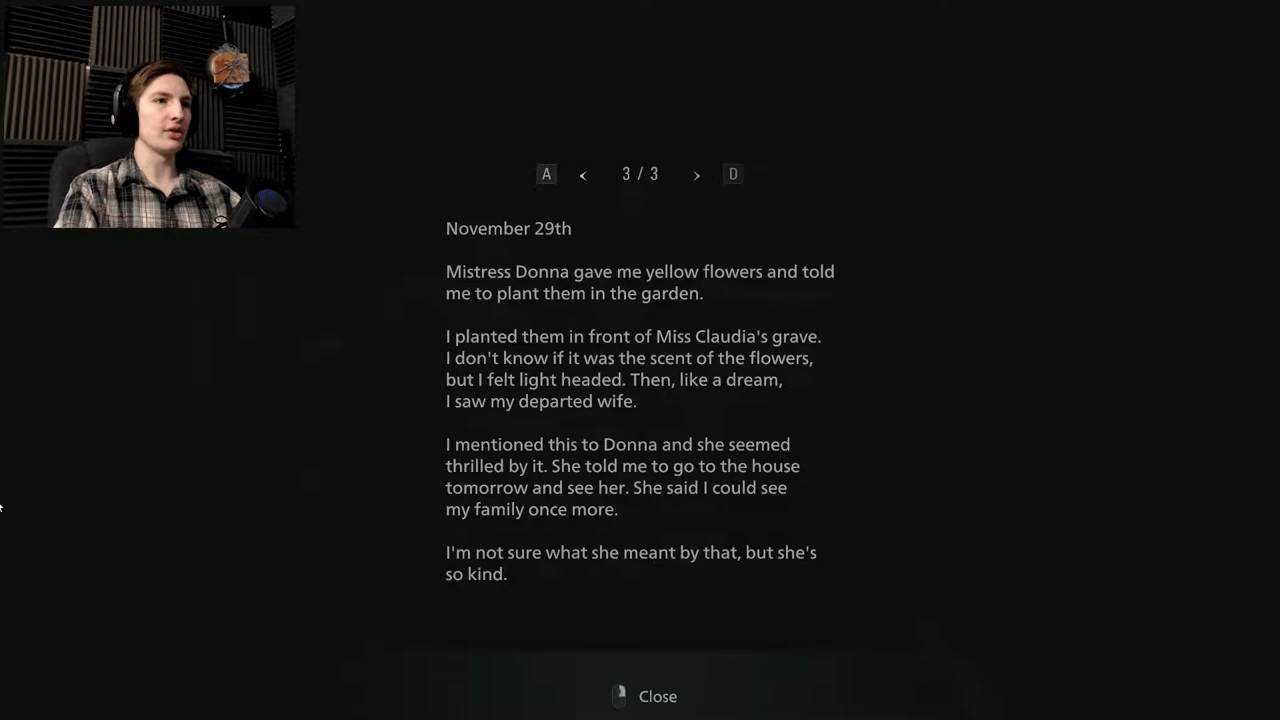 A < 3 / 3 > D
November 29th
Mistress Donna gave me yellow flowers and told
me to plant them in the garden.
I planted them in front of Miss Claudia's grave.
I don't know if it was the scent of the flowers,
but I felt light headed. Then, like a dream,
I saw my departed wife.
I mentioned this to Donna and she seemed
thrilled by it. She told me to go to the house
tomorrow and see her. She said I could see
my family once more.
I'm not sure what she meant by that, but she's
so kind.
Close